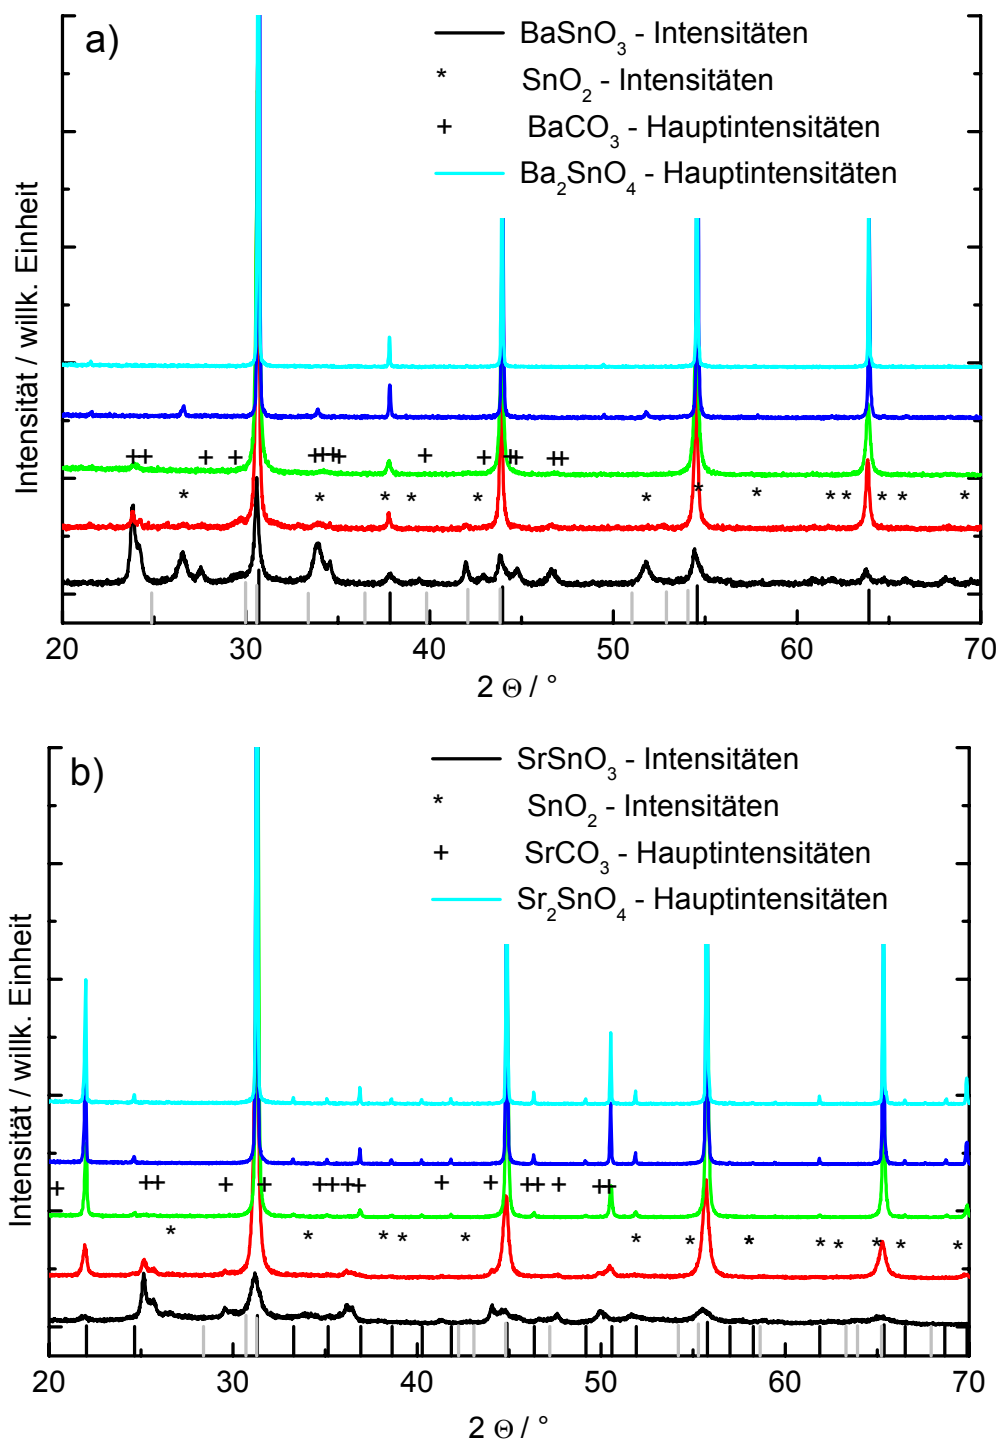 a)
BaSnO3 - Intensitäten
* SnO2 - Intensitäten
+ BaCO3 - Hauptintensitäten
Ba2SnO4 - Hauptintensitäten
Intensität / willk. Einheit
20 30 40 50 60 70
2 Θ / °
b)
SrSnO3 - Intensitäten
* SnO2 - Intensitäten
+ SrCO3 - Hauptintensitäten
Sr2SnO4 - Hauptintensitäten
Intensität / willk. Einheit
20 30 40 50 60 70
2 Θ / °